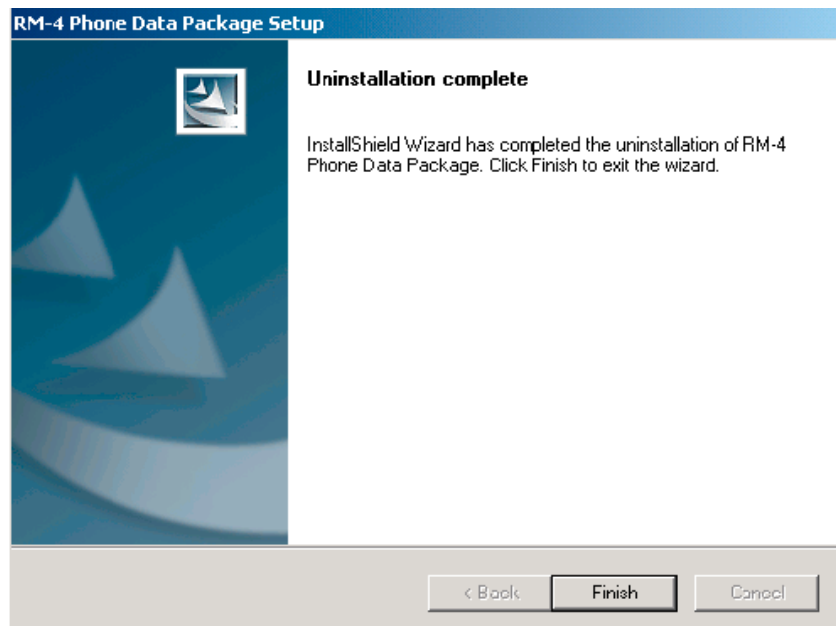 RM-4 Phone Data Package Setup
Uninstallation complete
InstallShield Wizard has completed the uninstallation of RM-4
Phone Data Package. Click Finish to exit the wizard.
< Back
Finish
Cancel